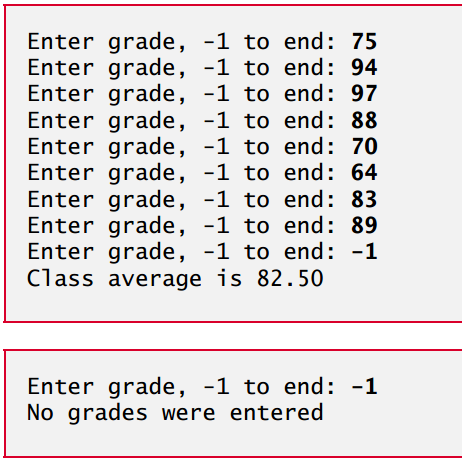 Enter grade, -1 to end: 75
Enter grade, -1 to end: 94
Enter grade, -1 to end: 97
Enter grade, -1 to end: 88
Enter grade, -1 to end: 70
Enter grade, -1 to end: 64
Enter grade, -1 to end: 83
Enter grade, -1 to end: 89
Enter grade, -1 to end: -1
Class average is 82.50
Enter grade, -1 to end: -1
No grades were entered